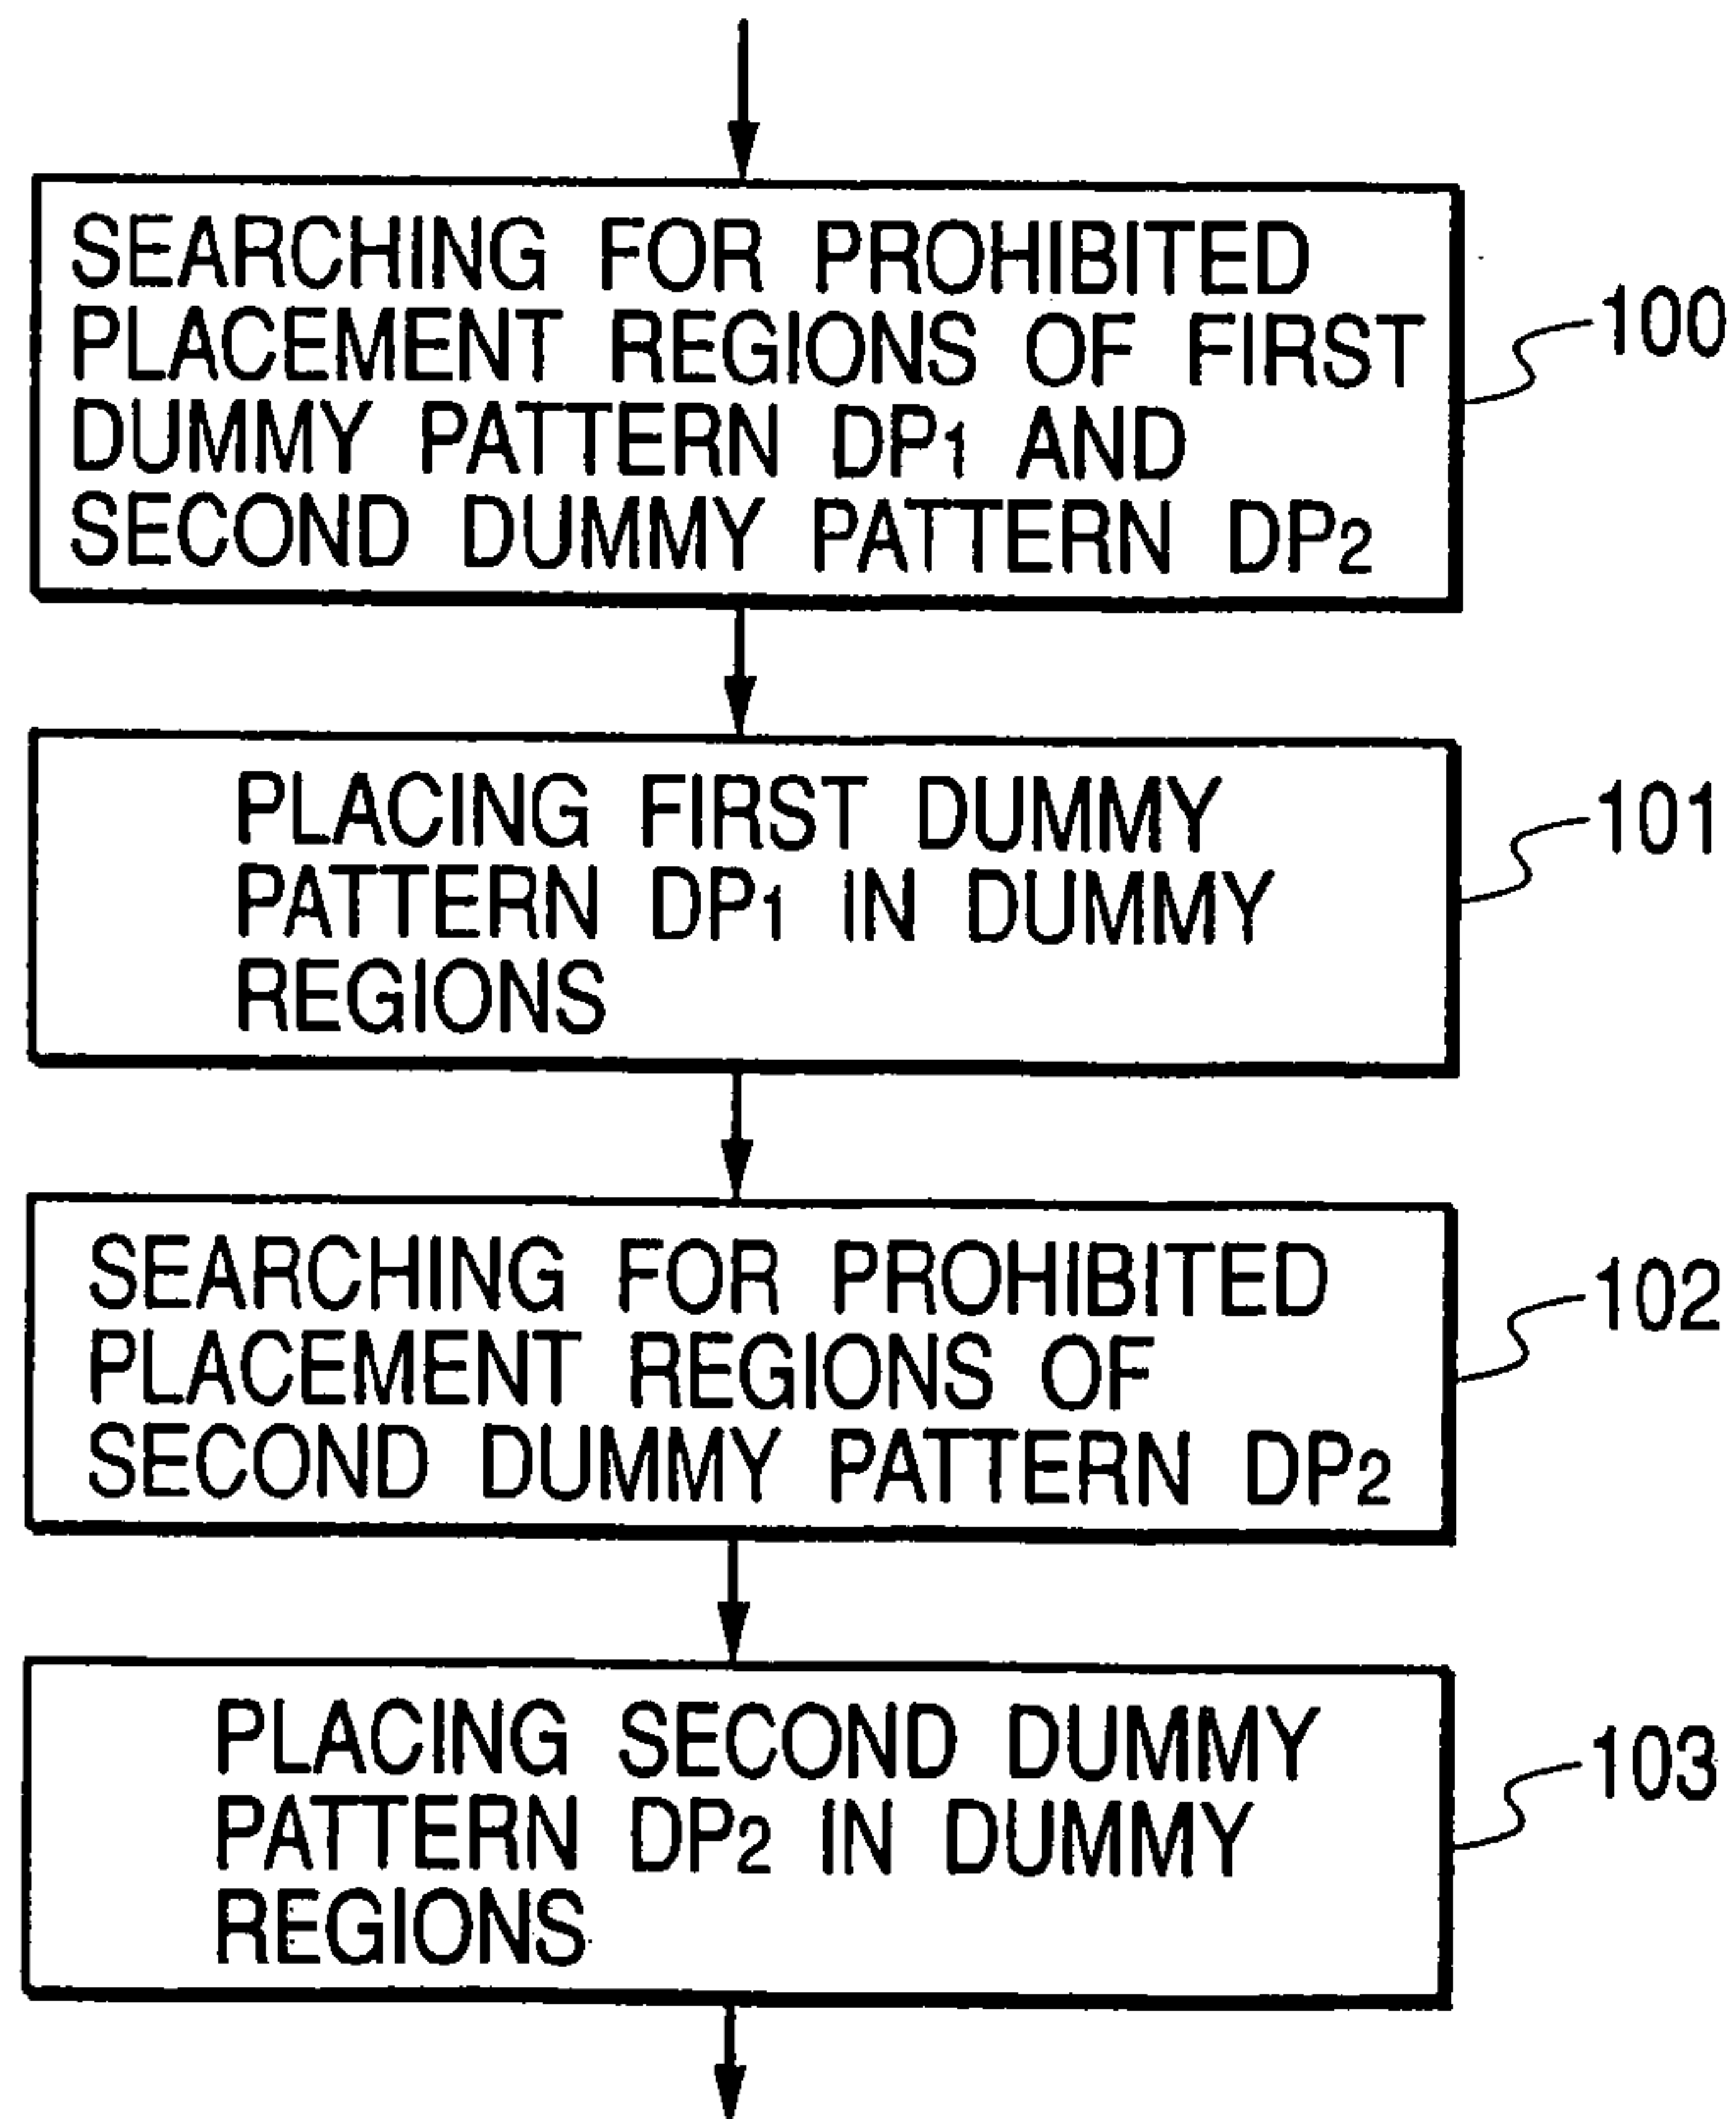 SEARCHING FOR PROHIBITED
PLACEMENT REGIONS OF FIRST
DUMMY PATTERN DP1 AND
SECOND DUMMY PATTERN DP2
100
PLACING FIRST DUMMY
PATTERN DP1 IN DUMMY
REGIONS
101
SEARCHING FOR PROHIBITED
PLACEMENT REGIONS OF
SECOND DUMMY PATTERN DP2
102
PLACING SECOND DUMMY
PATTERN DP2 IN DUMMY
REGIONS
103